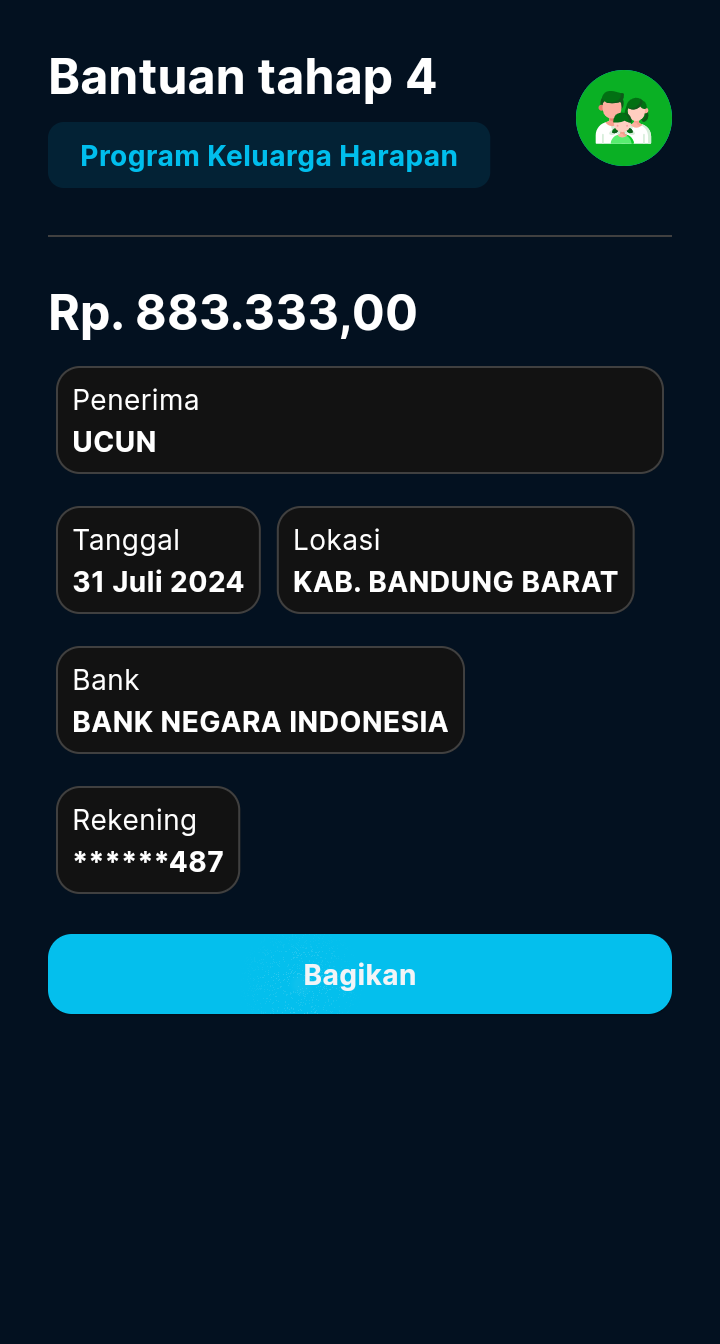 Bantuan tahap 4
Program Keluarga Harapan
Rp. 883.333,00
Penerima
UCUN
Tanggal
31 Juli 2024
Lokasi
KAB. BANDUNG BARAT
Bank
BANK NEGARA INDONESIA
Rekening
******487
Bagikan